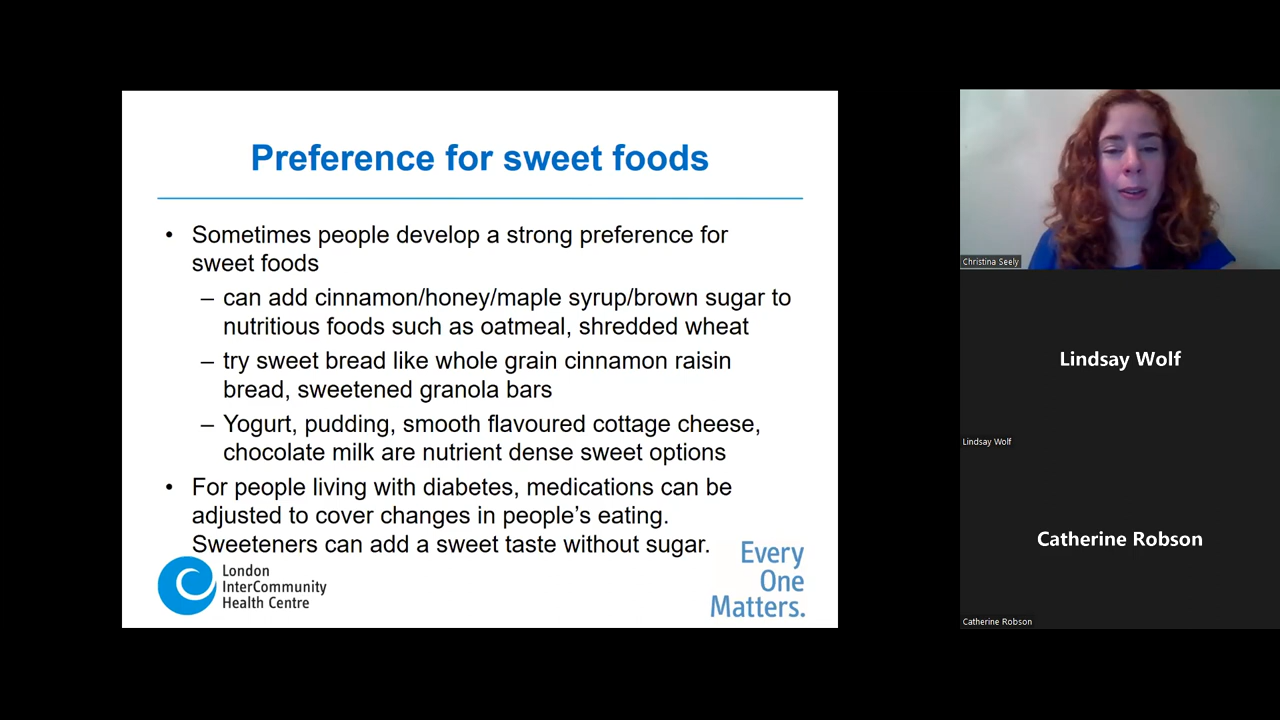 Preference for sweet foods
• Sometimes people develop a strong preference for
sweet foods
– can add cinnamon/honey/maple syrup/brown sugar to
nutritious foods such as oatmeal, shredded wheat
– try sweet bread like whole grain cinnamon raisin
bread, sweetened granola bars
– Yogurt, pudding, smooth flavoured cottage cheese,
chocolate milk are nutrient dense sweet options
• For people living with diabetes, medications can be
adjusted to cover changes in people’s eating.
Sweeteners can add a sweet taste without sugar.
London
InterCommunity
Health Centre
Every
One
Matters.
Christina Seely
Lindsay Wolf
Lindsay Wolf
Catherine Robson
Catherine Robson